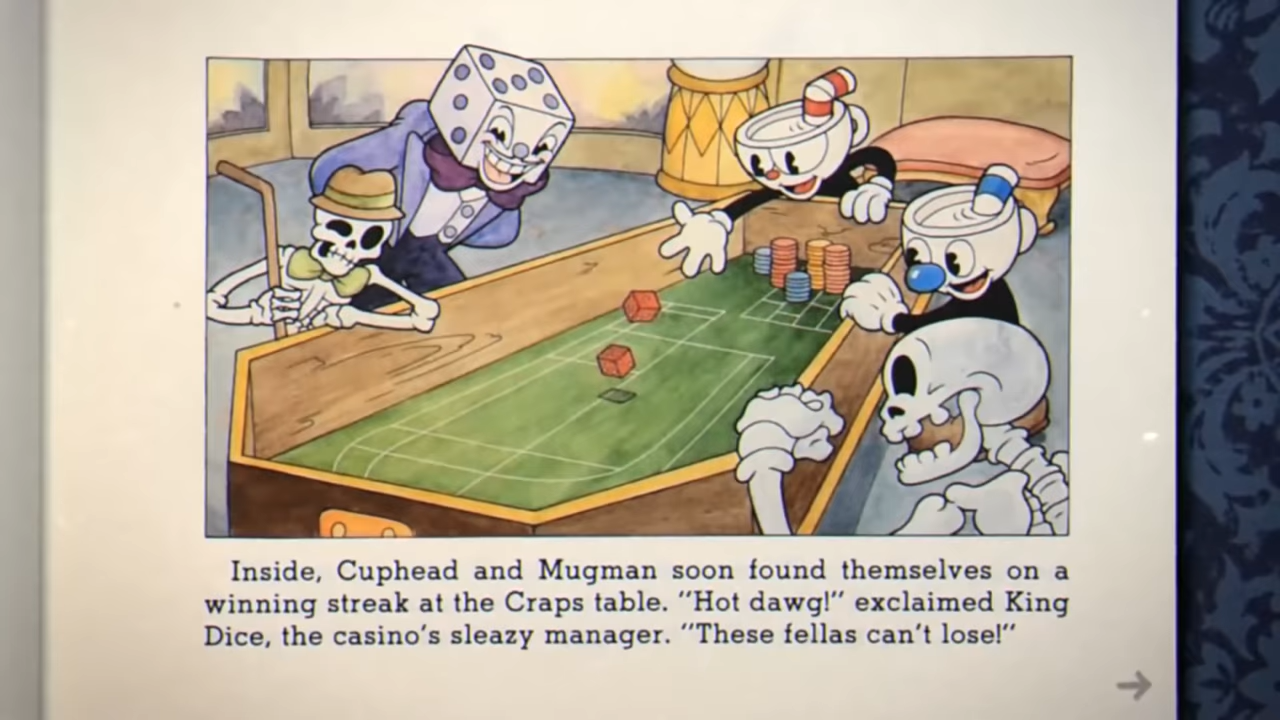 Inside, Cuphead and Mugman soon found themselves on a
winning streak at the Craps table. “Hot dawg!” exclaimed King
Dice, the casino’s sleazy manager. “These fellas can’t lose!”